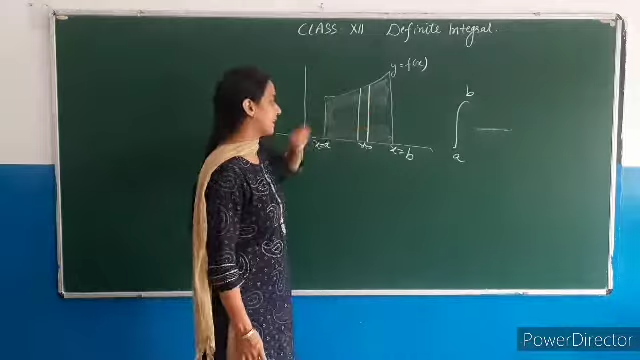 CLASS XII Definite Integral.
y = f(x)
b
∫
a
x=a
x=b
PowerDirector